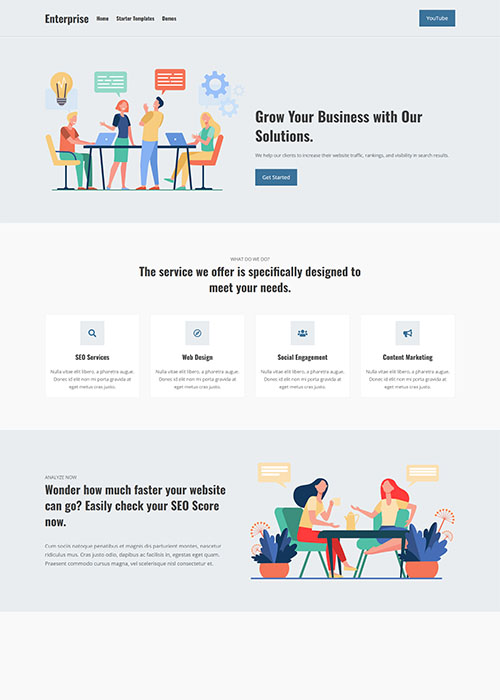 Enterprise Home Starter Templates Demos YouTube
Grow Your Business with Our
Solutions.
We help our clients to increase their website traffic, rankings, and visibility in search results.
Get Started
WHAT DO WE DO?
The service we offer is specifically designed to
meet your needs.
SEO Services
Nulla vitae elit libero, a pharetra augue.
Donec id elit non mi porta gravida at
eget metus cras justo.
Web Design
Nulla vitae elit libero, a pharetra augue.
Donec id elit non mi porta gravida at
eget metus cras justo.
Social Engagement
Nulla vitae elit libero, a pharetra augue.
Donec id elit non mi porta gravida at
eget metus cras justo.
Content Marketing
Nulla vitae elit libero, a pharetra augue.
Donec id elit non mi porta gravida at
eget metus cras justo.
ANALYZE NOW
Wonder how much faster your website
can go? Easily check your SEO Score
now.
Cum sociis natoque penatibus et magnis dis parturient montes, nascetur
ridiculus mus. Cras justo odio, dapibus ac facilisis in, egestas eget quam.
Praesent commodo cursus magna, vel scelerisque nisl consectetur et.